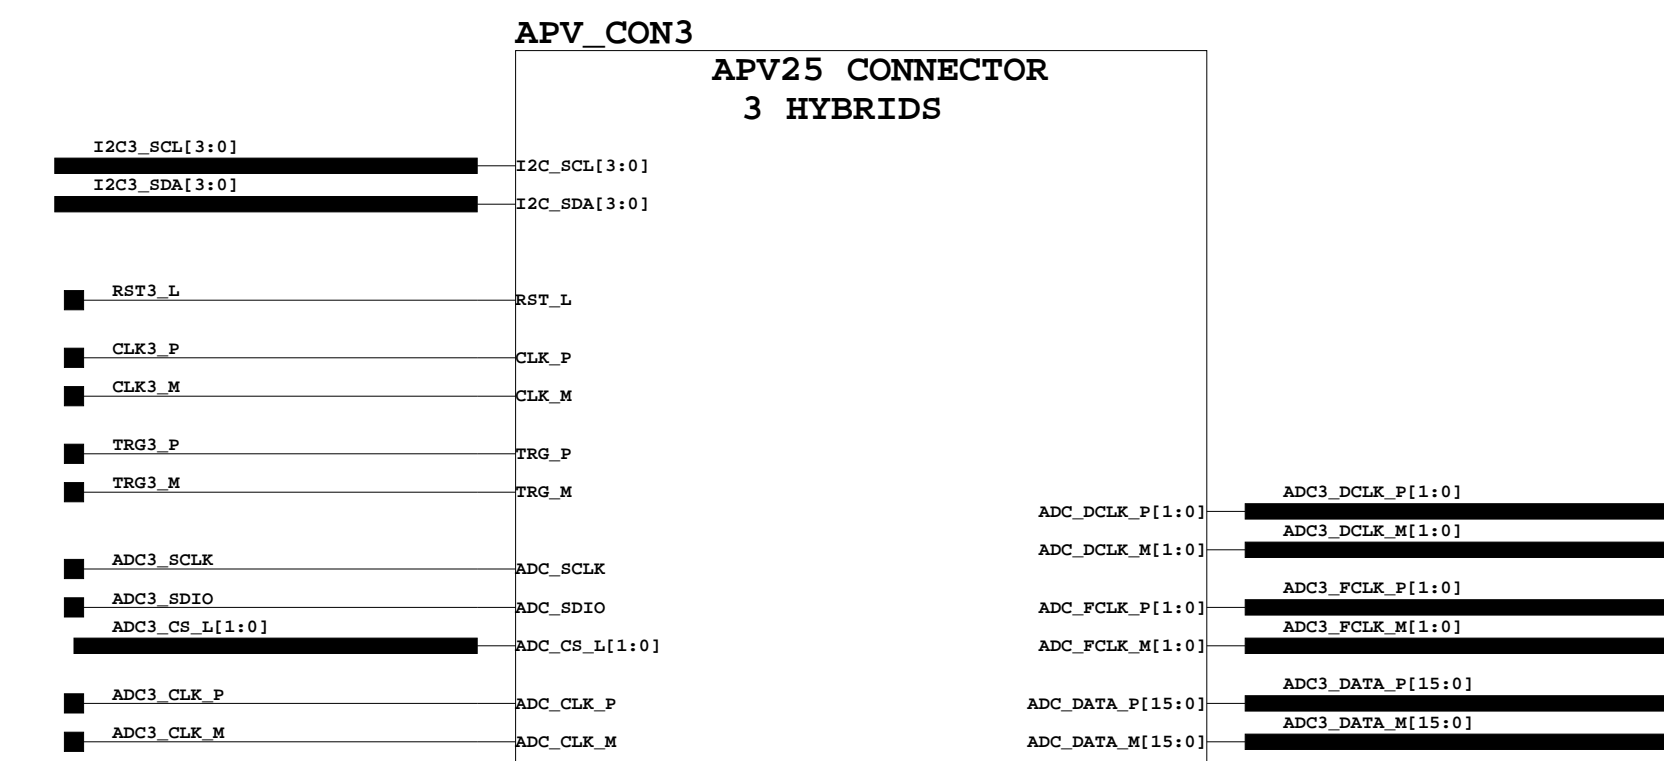 APV_CON3
APV25 CONNECTOR
3 HYBRIDS
I2C3_SCL[3:0]
I2C_SCL[3:0]
I2C3_SDA[3:0]
I2C_SDA[3:0]
RST3_L
RST_L
CLK3_P
CLK_P
CLK3_M
CLK_M
TRG3_P
TRG_P
TRG3_M
TRG_M
ADC3_SCLK
ADC_SCLK
ADC3_SDIO
ADC_SDIO
ADC3_CS_L[1:0]
ADC_CS_L[1:0]
ADC3_CLK_P
ADC_CLK_P
ADC3_CLK_M
ADC_CLK_M
ADC3_DCLK_P[1:0]
ADC_DCLK_P[1:0]
ADC3_DCLK_M[1:0]
ADC_DCLK_M[1:0]
ADC3_FCLK_P[1:0]
ADC_FCLK_P[1:0]
ADC3_FCLK_M[1:0]
ADC_FCLK_M[1:0]
ADC3_DATA_P[15:0]
ADC_DATA_P[15:0]
ADC3_DATA_M[15:0]
ADC_DATA_M[15:0]